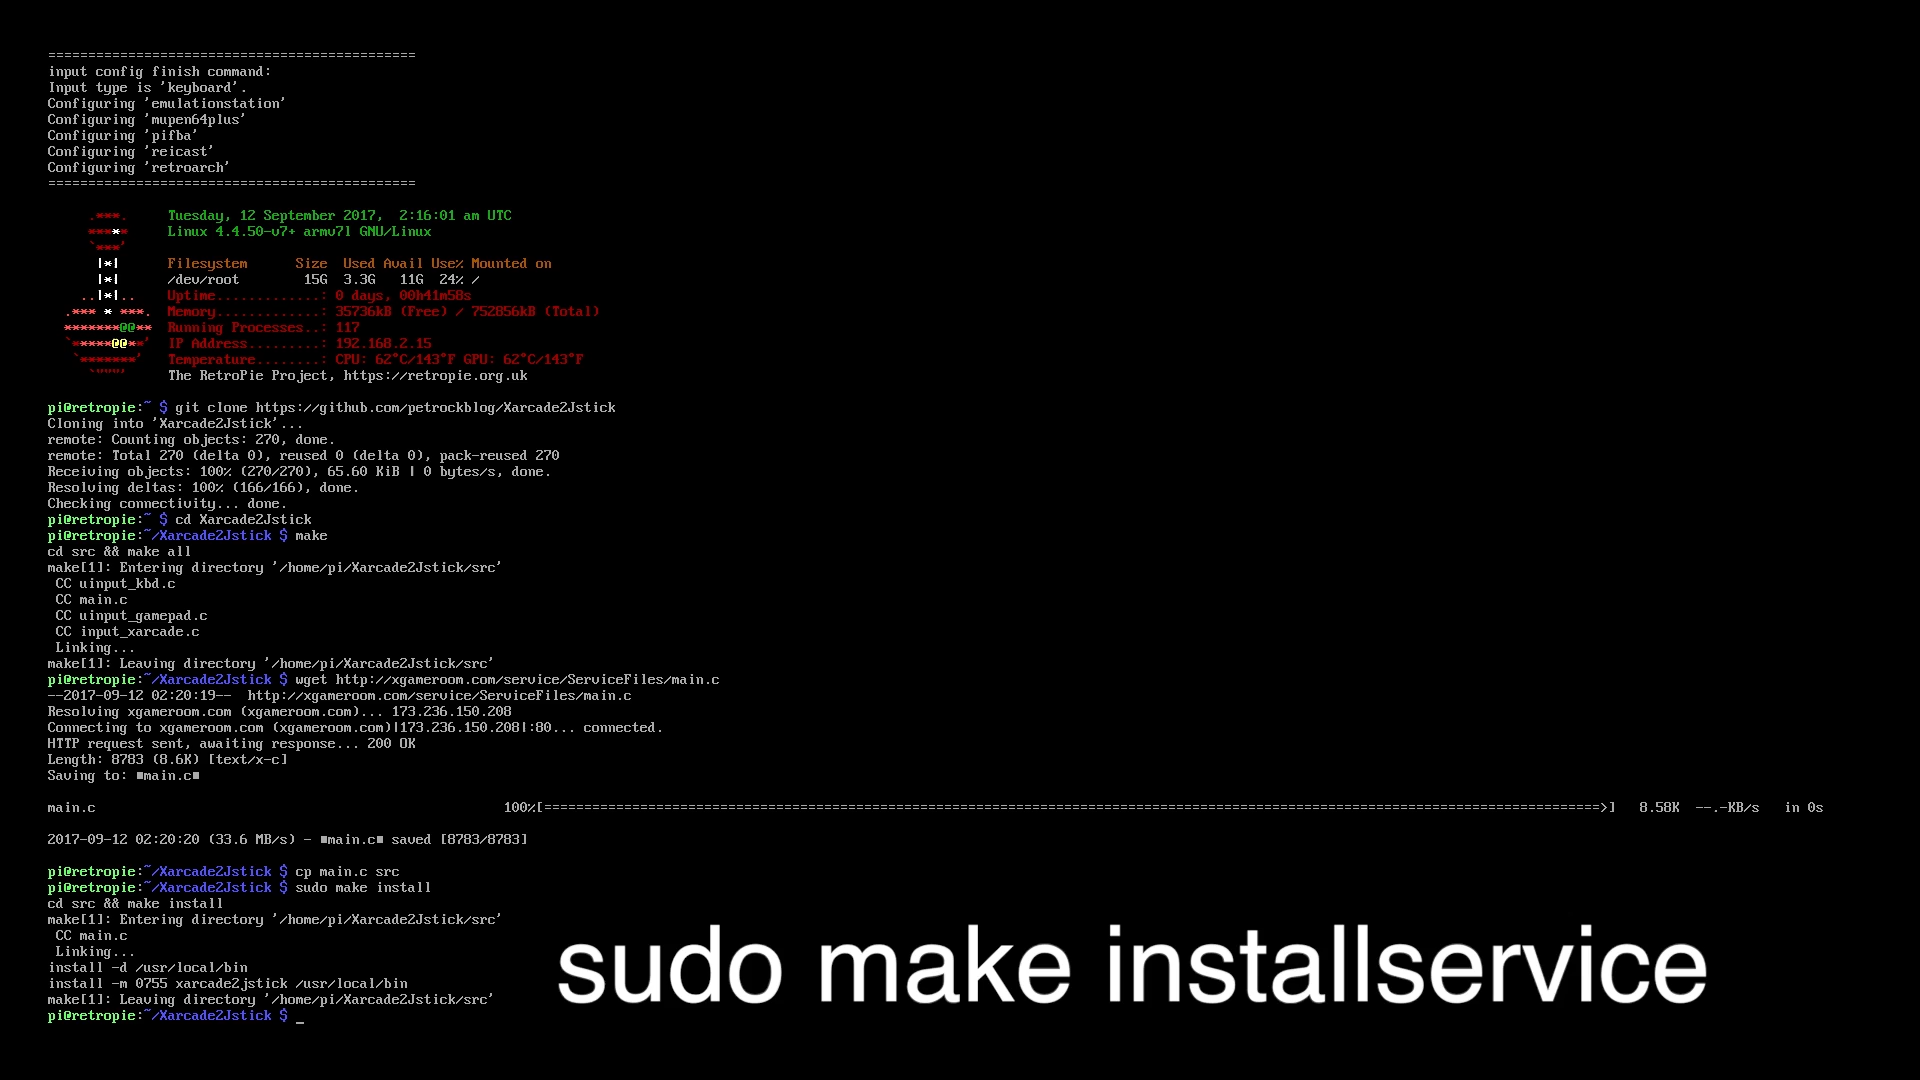 ==============================================
input config finish command:
Input type is 'keyboard'.
Configuring 'emulationstation'
Configuring 'mupen64plus'
Configuring 'pifba'
Configuring 'reicast'
Configuring 'retroarch'
==============================================
.***. Tuesday, 12 September 2017,  2:16:01 am UTC
***** Linux 4.4.50-v7+ armv7l GNU/Linux
`***'
|*| Filesystem      Size  Used Avail Use% Mounted on
|*| /dev/root        15G  3.3G   11G  24% /
..|*|.. Uptime.............: 0 days, 00h41m58s
.*** * ***. Memory.............: 35736kB (Free) / 752856kB (Total)
*******@@** Running Processes..: 117
`*****@@*' IP Address.........: 192.168.2.15
`*******' Temperature........: CPU: 62°C/143°F GPU: 62°C/143°F
`"""' The RetroPie Project, https://retropie.org.uk
pi@retropie:~ $ git clone https://github.com/petrockblog/Xarcade2Jstick
Cloning into 'Xarcade2Jstick'...
remote: Counting objects: 270, done.
remote: Total 270 (delta 0), reused 0 (delta 0), pack-reused 270
Receiving objects: 100% (270/270), 65.60 KiB | 0 bytes/s, done.
Resolving deltas: 100% (166/166), done.
Checking connectivity... done.
pi@retropie:~ $ cd Xarcade2Jstick
pi@retropie:~/Xarcade2Jstick $ make
cd src && make all
make[1]: Entering directory '/home/pi/Xarcade2Jstick/src'
CC uinput_kbd.c
CC main.c
CC uinput_gamepad.c
CC input_xarcade.c
Linking...
make[1]: Leaving directory '/home/pi/Xarcade2Jstick/src'
pi@retropie:~/Xarcade2Jstick $ wget http://xgameroom.com/service/ServiceFiles/main.c
--2017-09-12 02:20:19--  http://xgameroom.com/service/ServiceFiles/main.c
Resolving xgameroom.com (xgameroom.com)... 173.236.150.208
Connecting to xgameroom.com (xgameroom.com)|173.236.150.208|:80... connected.
HTTP request sent, awaiting response... 200 OK
Length: 8783 (8.6K) [text/x-c]
Saving to: ■main.c■
main.c 100%[====================================================================================================================================>] 8.58K  --.-KB/s   in 0s
2017-09-12 02:20:20 (33.6 MB/s) - ■main.c■ saved [8783/8783]
pi@retropie:~/Xarcade2Jstick $ cp main.c src
pi@retropie:~/Xarcade2Jstick $ sudo make install
cd src && make install
make[1]: Entering directory '/home/pi/Xarcade2Jstick/src'
CC main.c
Linking...
install -d /usr/local/bin
install -m 0755 xarcade2jstick /usr/local/bin
make[1]: Leaving directory '/home/pi/Xarcade2Jstick/src'
pi@retropie:~/Xarcade2Jstick $ _
sudo make installservice